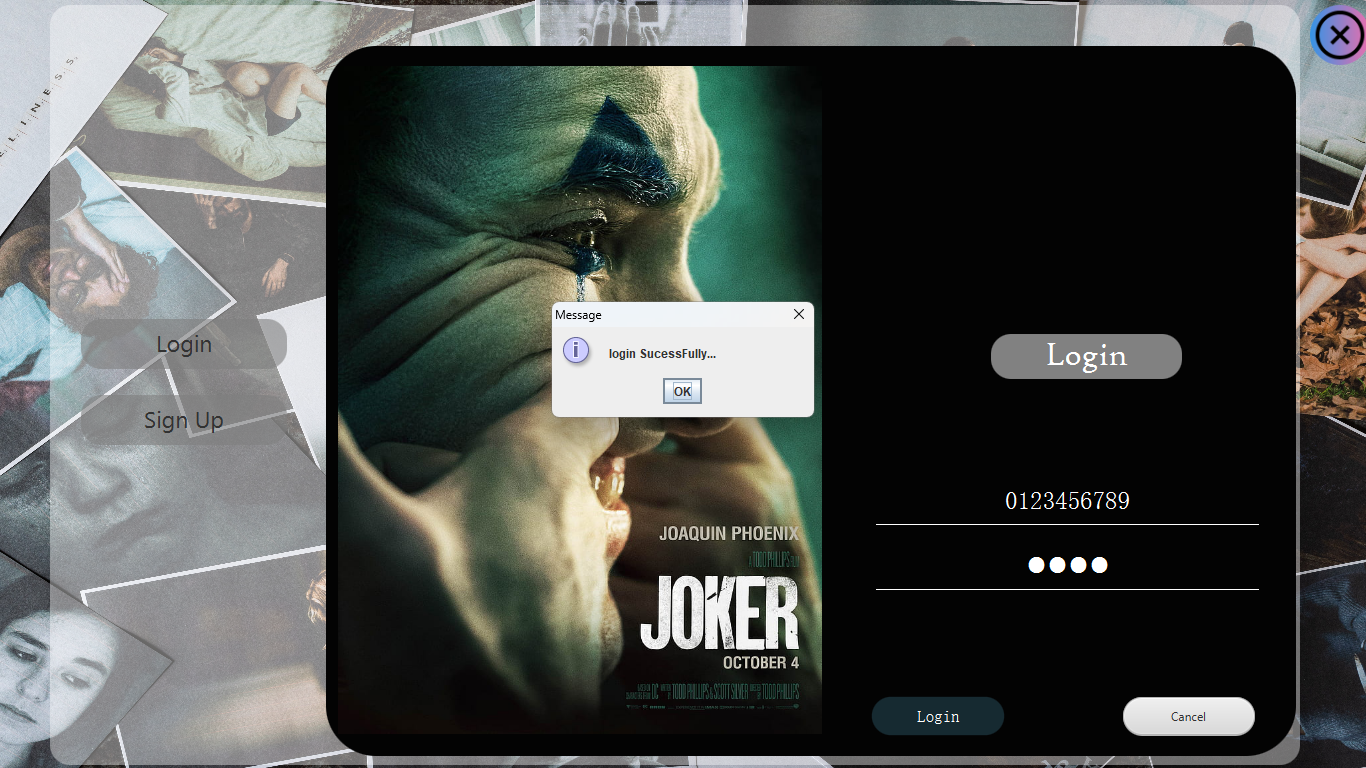 LINESS
Login
Sign Up
Message
login SucessFully...
OK
JOAQUIN PHOENIX
A TODD PHILLIPS FILM
JOKER
OCTOBER 4
Login
0123456789
Login
Cancel